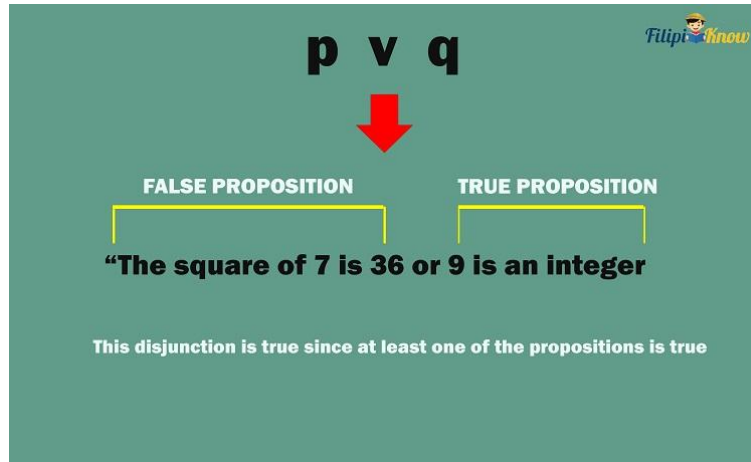 p v q
FilipiKnow
FALSE PROPOSITION TRUE PROPOSITION
“The square of 7 is 36 or 9 is an integer
This disjunction is true since at least one of the propositions is true